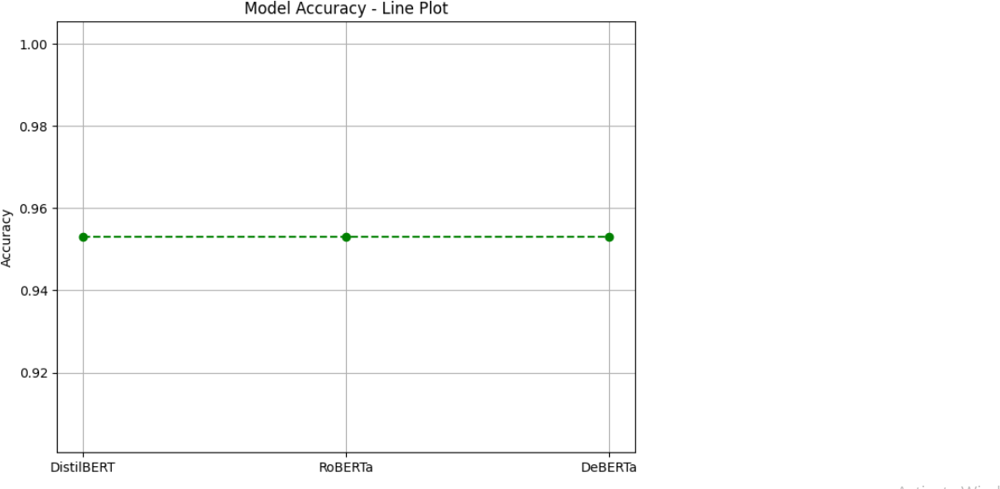 Model Accuracy - Line Plot
1.00
0.98
0.96
0.94
0.92
Accuracy
DistilBERT
RoBERTa
DeBERTa